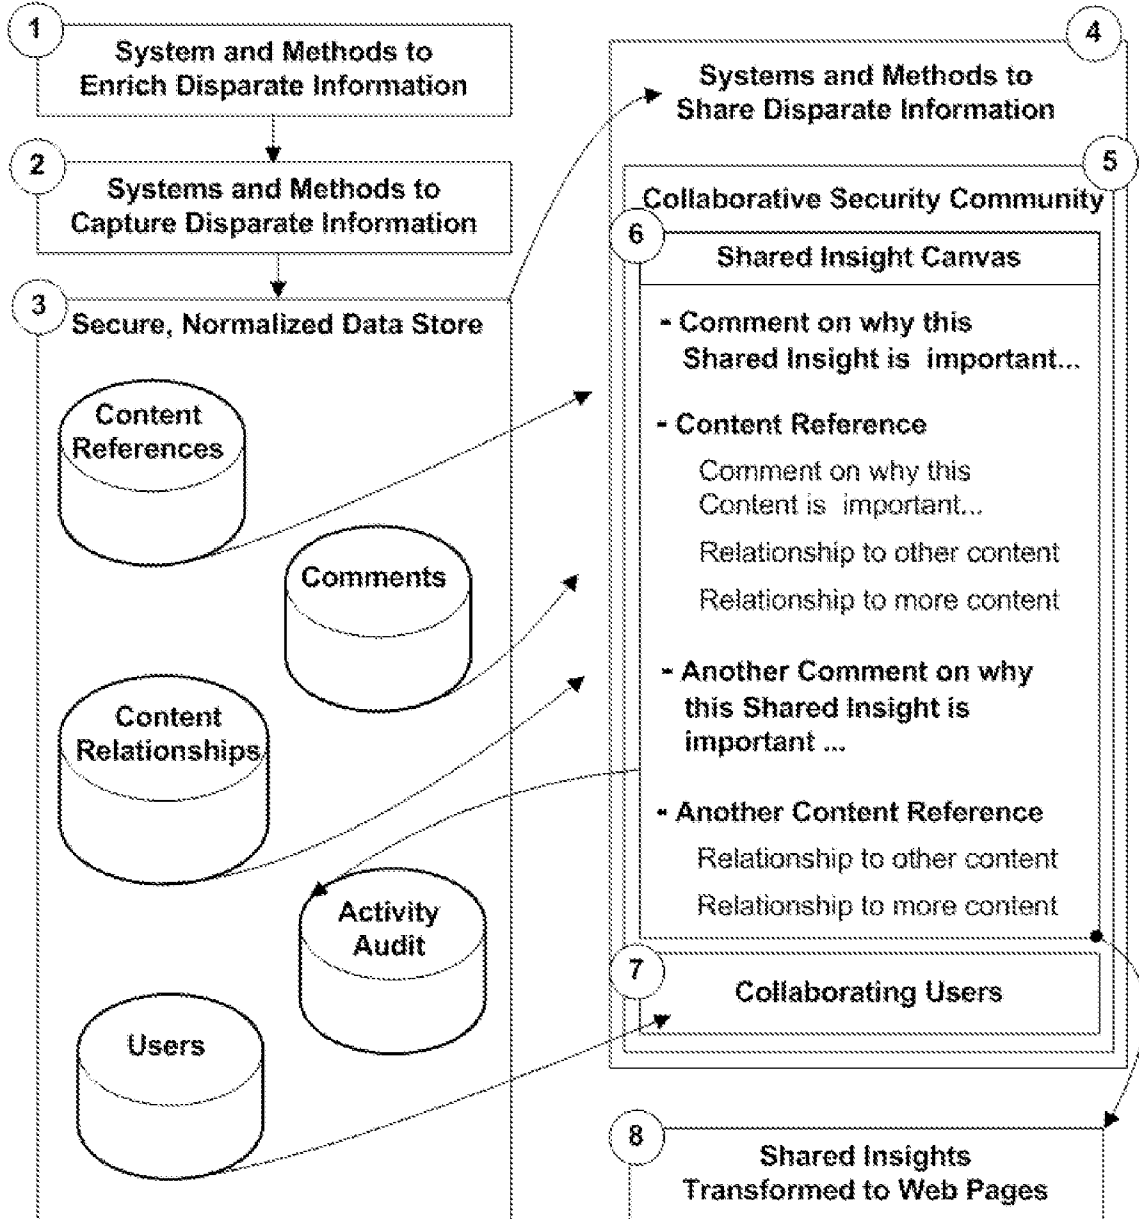 1
System and Methods to
Enrich Disparate Information
2
Systems and Methods to
Capture Disparate Information
3
Secure, Normalized Data Store
Content
References
Comments
Content
Relationships
Activity
Audit
Users
4
Systems and Methods to
Share Disparate Information
5
Collaborative Security Community
6
Shared Insight Canvas
- Comment on why this
Shared Insight is important...
- Content Reference
Comment on why this
Content is important...
Relationship to other content
Relationship to more content
- Another Comment on why
this Shared Insight is
important ...
- Another Content Reference
Relationship to other content
Relationship to more content
7
Collaborating Users
8
Shared Insights
Transformed to Web Pages